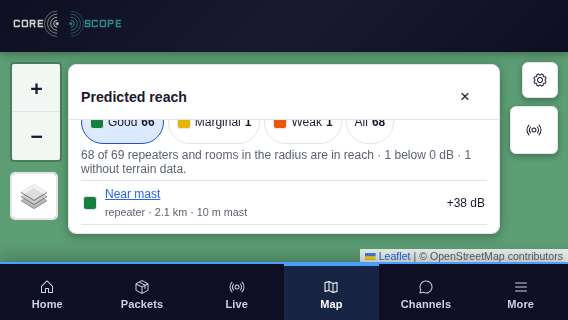 CORE SCOPE
+
−
Predicted reach
×
Good 66 Marginal 1 Weak 1 All 68
68 of 69 repeaters and rooms in the radius are in reach · 1 below 0 dB · 1
without terrain data.
Near mast
repeater · 2.1 km · 10 m mast
+38 dB
Leaflet | © OpenStreetMap contributors
Home Packets Live Map Channels More